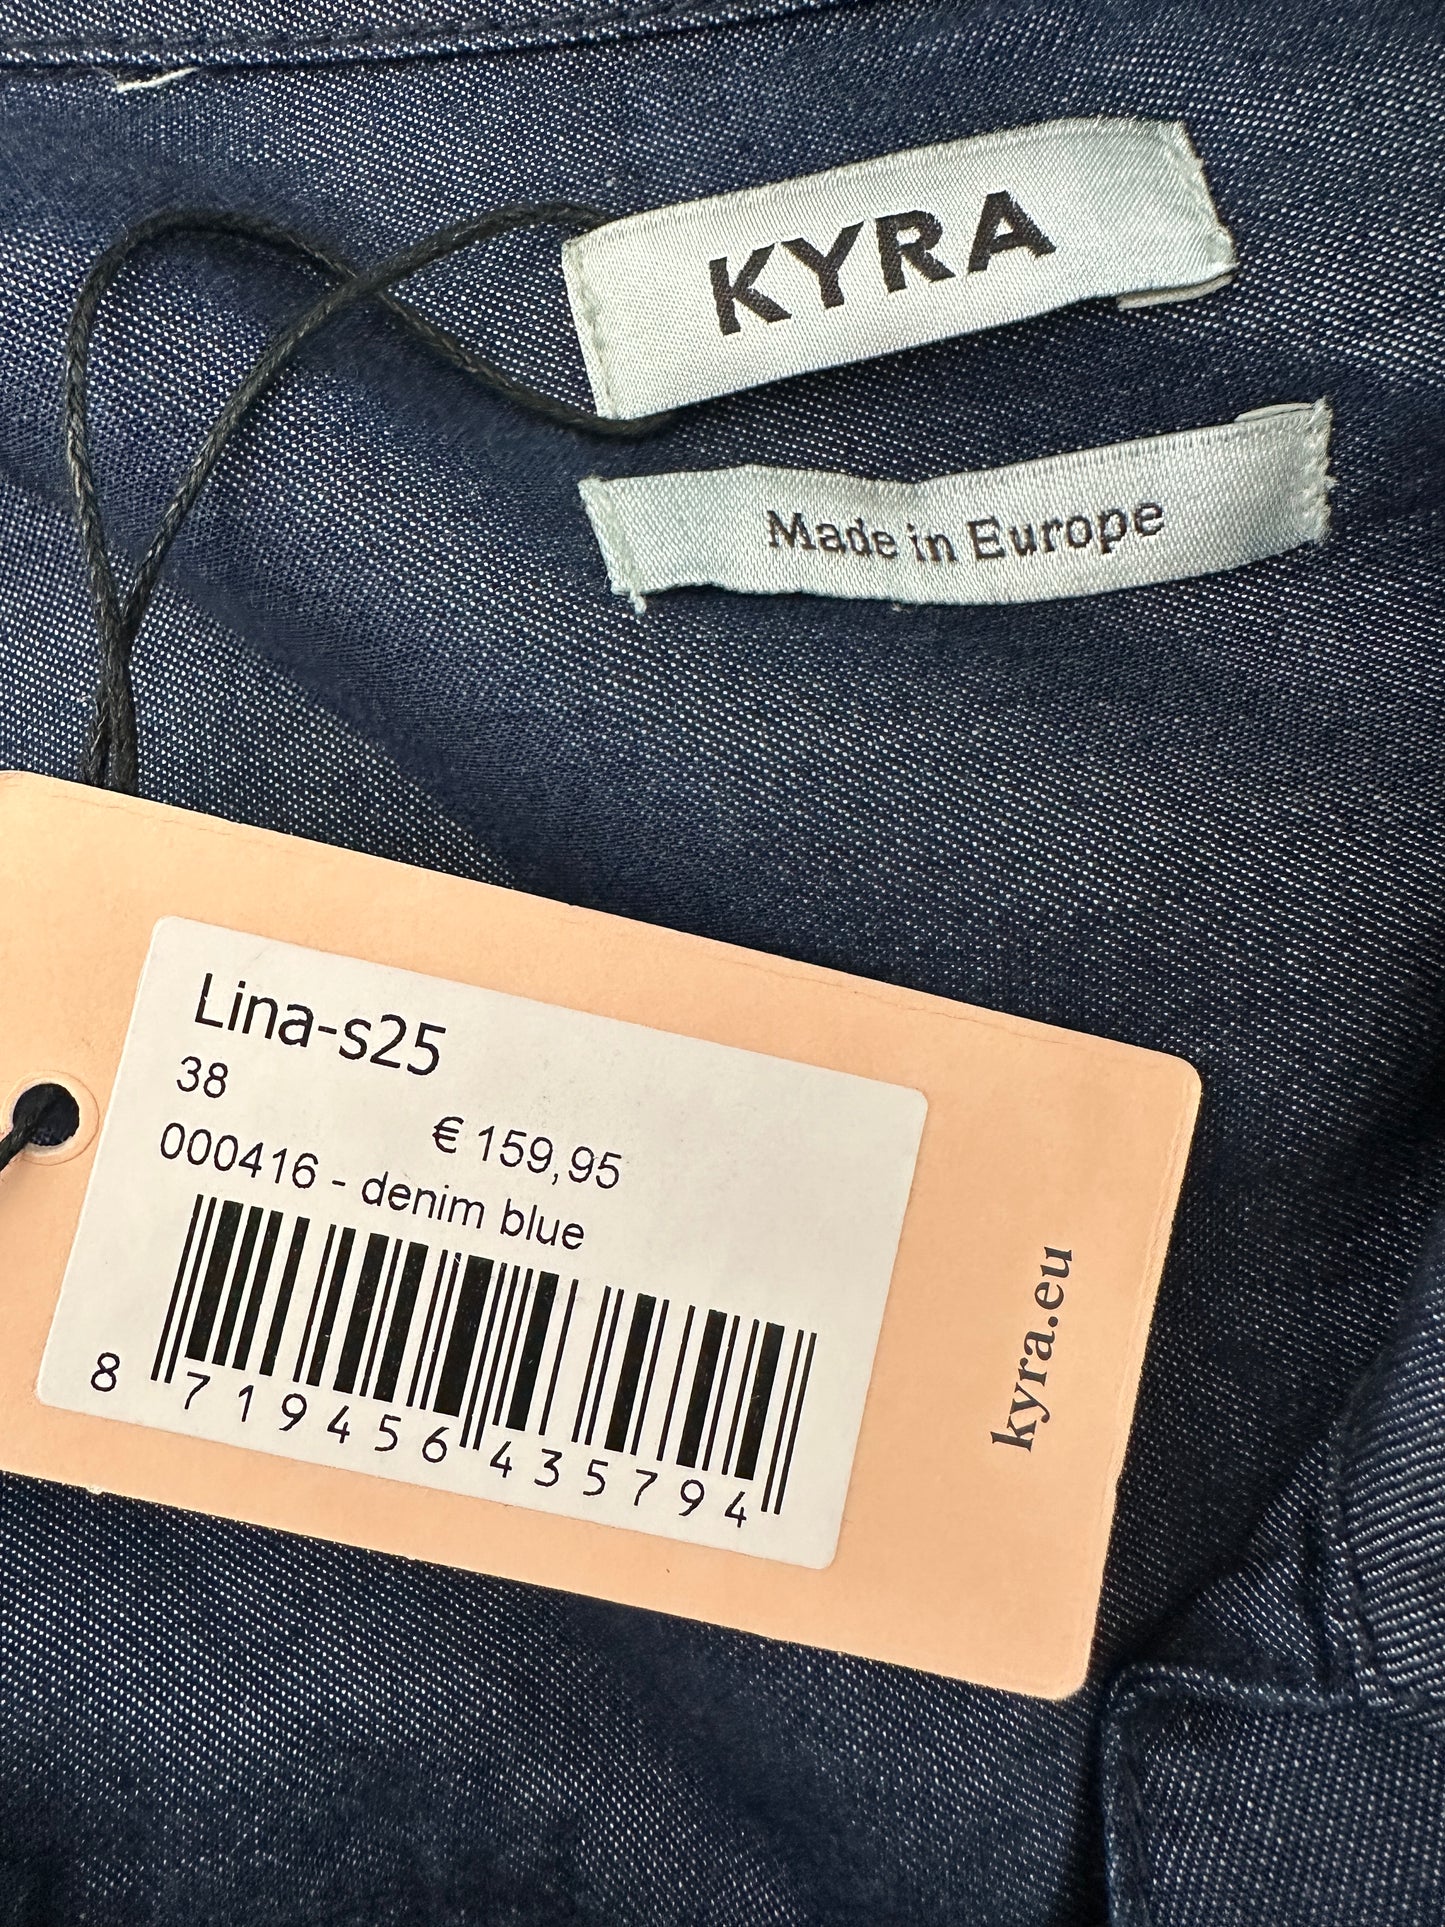 KYRA
Made in Europe
Lina-s25
38
€ 159,95
000416 - denim blue
8 719456 435794
kyra.eu